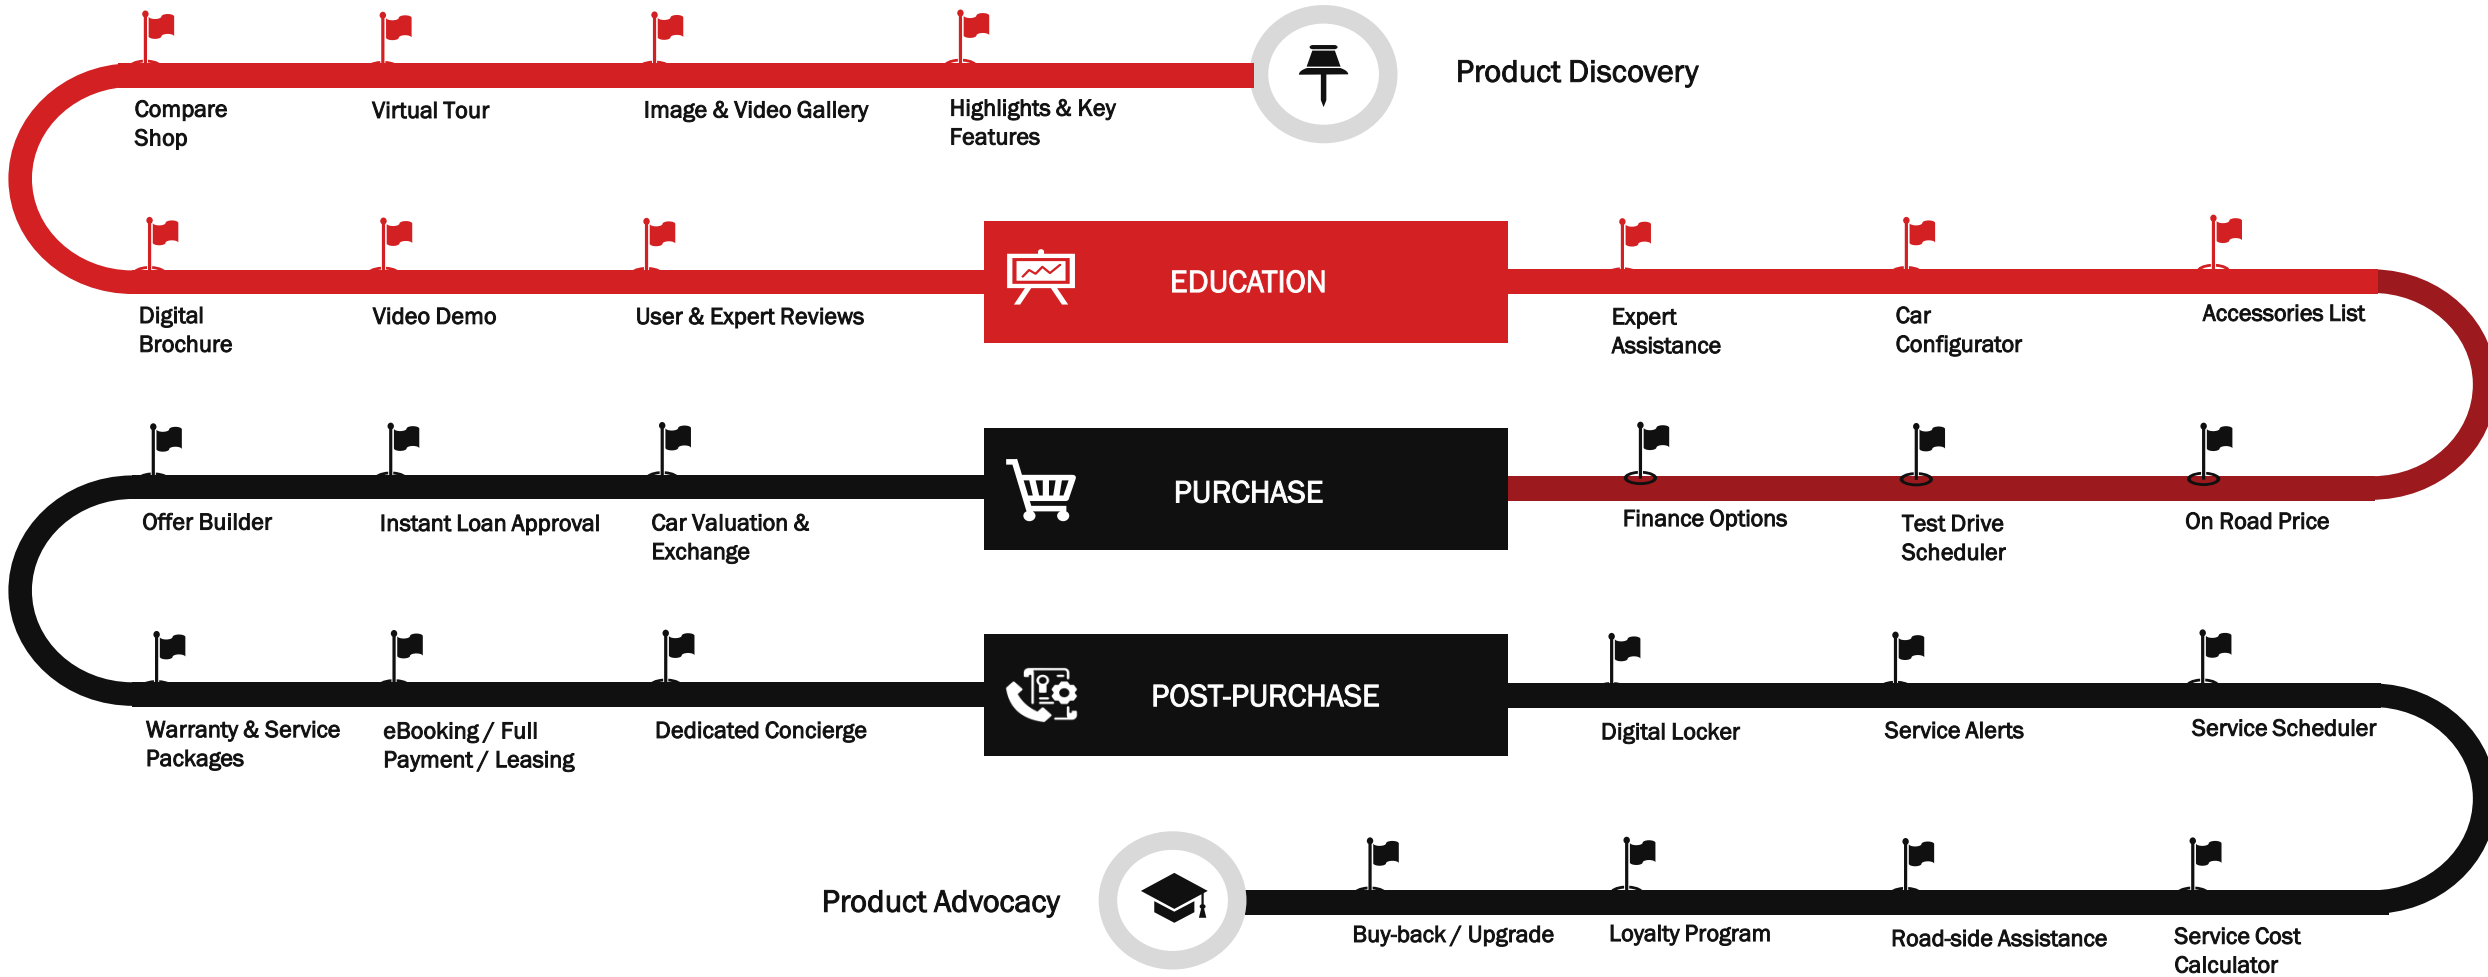 Product Discovery
Compare
Shop
Virtual Tour
Image & Video Gallery
Highlights & Key
Features
Digital
Brochure
Video Demo
User & Expert Reviews
EDUCATION
Expert
Assistance
Car
Configurator
Accessories List
Offer Builder
Instant Loan Approval
Car Valuation &
Exchange
PURCHASE
Finance Options
Test Drive
Scheduler
On Road Price
Warranty & Service
Packages
eBooking / Full
Payment / Leasing
Dedicated Concierge
POST-PURCHASE
Digital Locker
Service Alerts
Service Scheduler
Product Advocacy
Buy-back / Upgrade
Loyalty Program
Road-side Assistance
Service Cost
Calculator